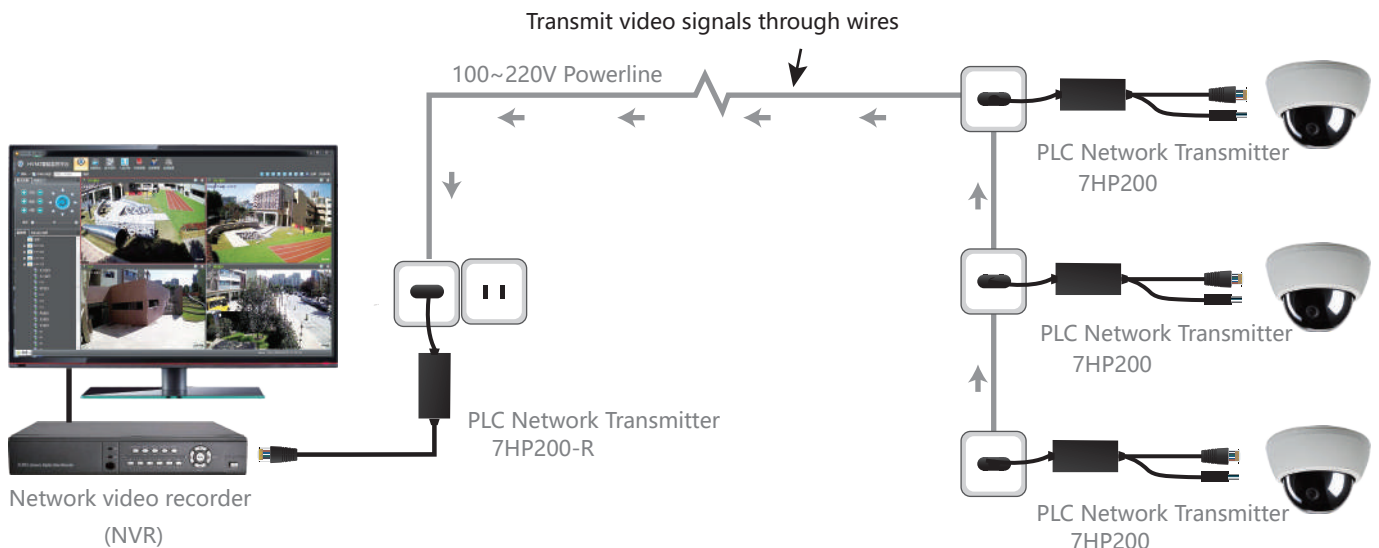 Transmit video signals through wires
100~220V Powerline
PLC Network Transmitter
7HP200
PLC Network Transmitter
7HP200
PLC Network Transmitter
7HP200-R
Network video recorder
(NVR)
PLC Network Transmitter
7HP200